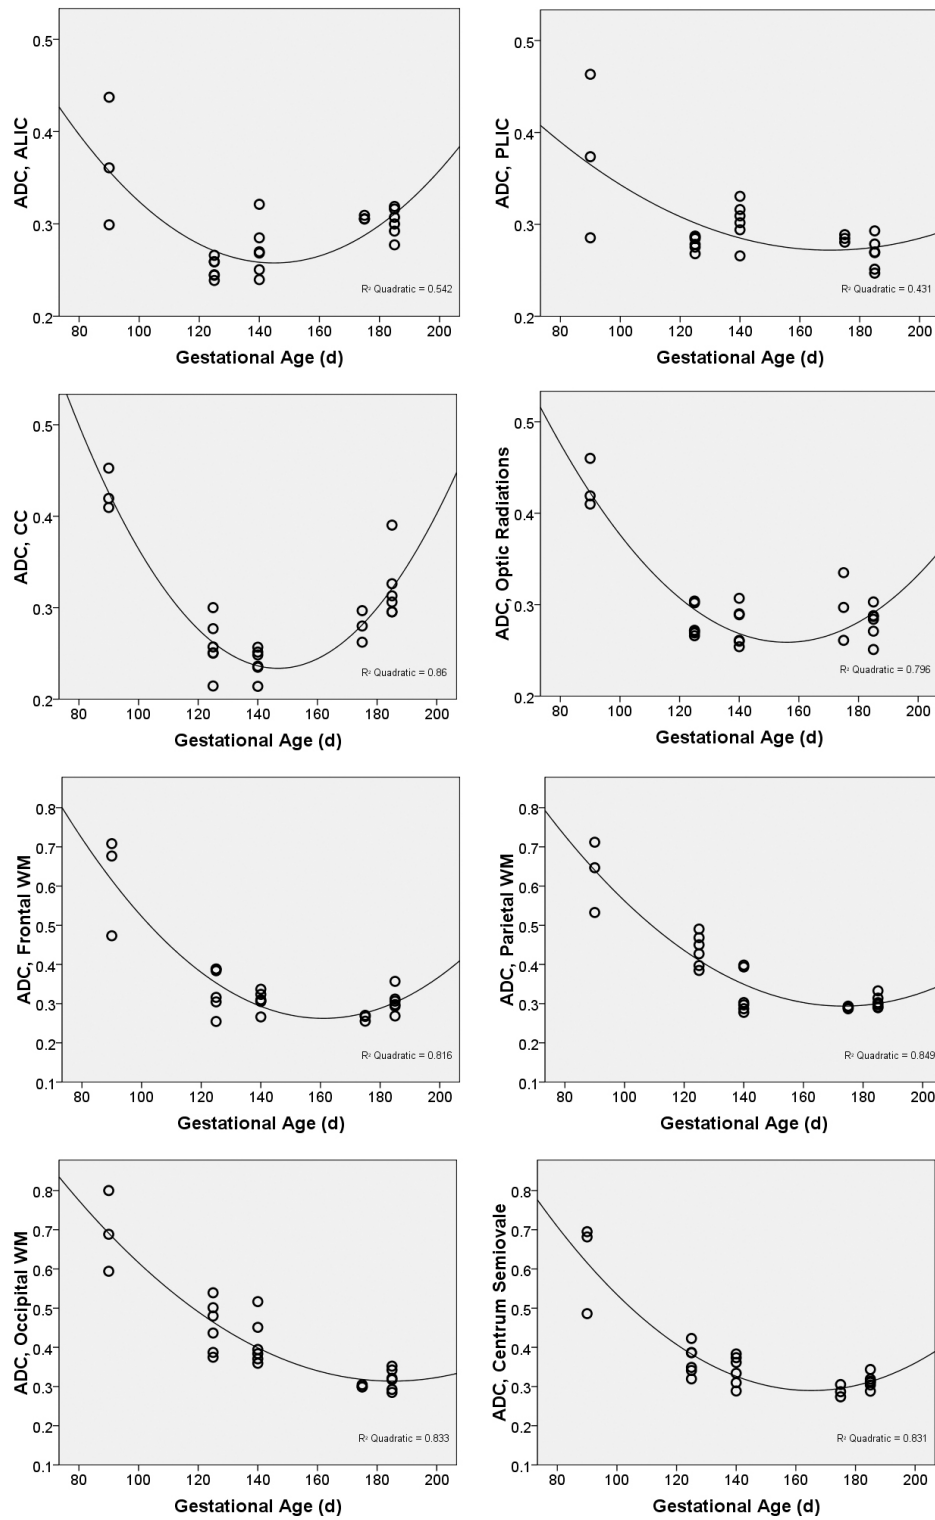 ADC, ALIC
0.5
0.4
0.3
0.2
R² Quadratic = 0.542
80 100 120 140 160 180 200
Gestational Age (d)
ADC, PLIC
0.5
0.4
0.3
0.2
R² Quadratic = 0.431
80 100 120 140 160 180 200
Gestational Age (d)
ADC, CC
0.5
0.4
0.3
0.2
R² Quadratic = 0.86
80 100 120 140 160 180 200
Gestational Age (d)
ADC, Optic Radiations
0.5
0.4
0.3
0.2
R² Quadratic = 0.796
80 100 120 140 160 180 200
Gestational Age (d)
ADC, Frontal WM
0.8
0.7
0.6
0.5
0.4
0.3
0.2
0.1
R² Quadratic = 0.816
80 100 120 140 160 180 200
Gestational Age (d)
ADC, Parietal WM
0.8
0.7
0.6
0.5
0.4
0.3
0.2
0.1
R² Quadratic = 0.849
80 100 120 140 160 180 200
Gestational Age (d)
ADC, Occipital WM
0.8
0.7
0.6
0.5
0.4
0.3
0.2
0.1
R² Quadratic = 0.833
80 100 120 140 160 180 200
Gestational Age (d)
ADC, Centrum Semiovale
0.8
0.7
0.6
0.5
0.4
0.3
0.2
0.1
R² Quadratic = 0.831
80 100 120 140 160 180 200
Gestational Age (d)